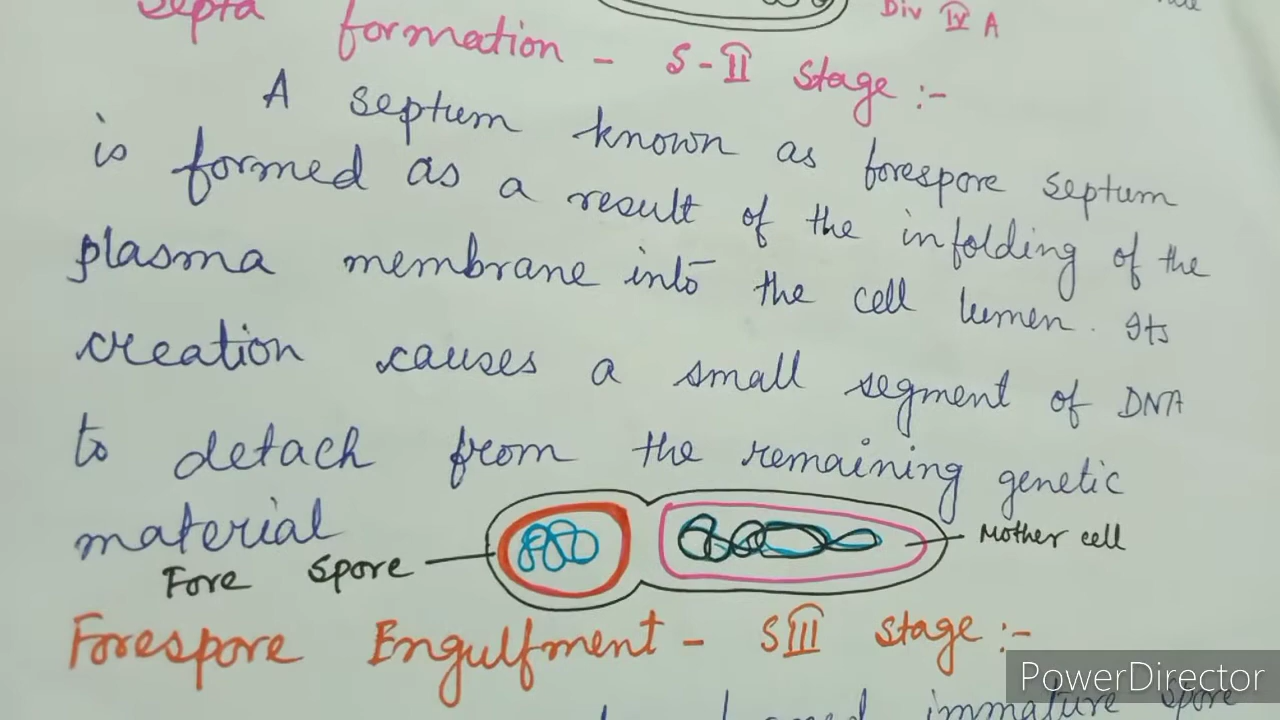 Septa formation - S-II stage :-
Div IV A
A septum known as forespore septum
is formed as a result of the infolding of the
plasma membrane into the cell lumen. Its
creation causes a small segment of DNA
to detach from the remaining genetic
material
Fore spore
Mother cell
Forespore Engulfment - SIII stage :-
immature spore
PowerDirector